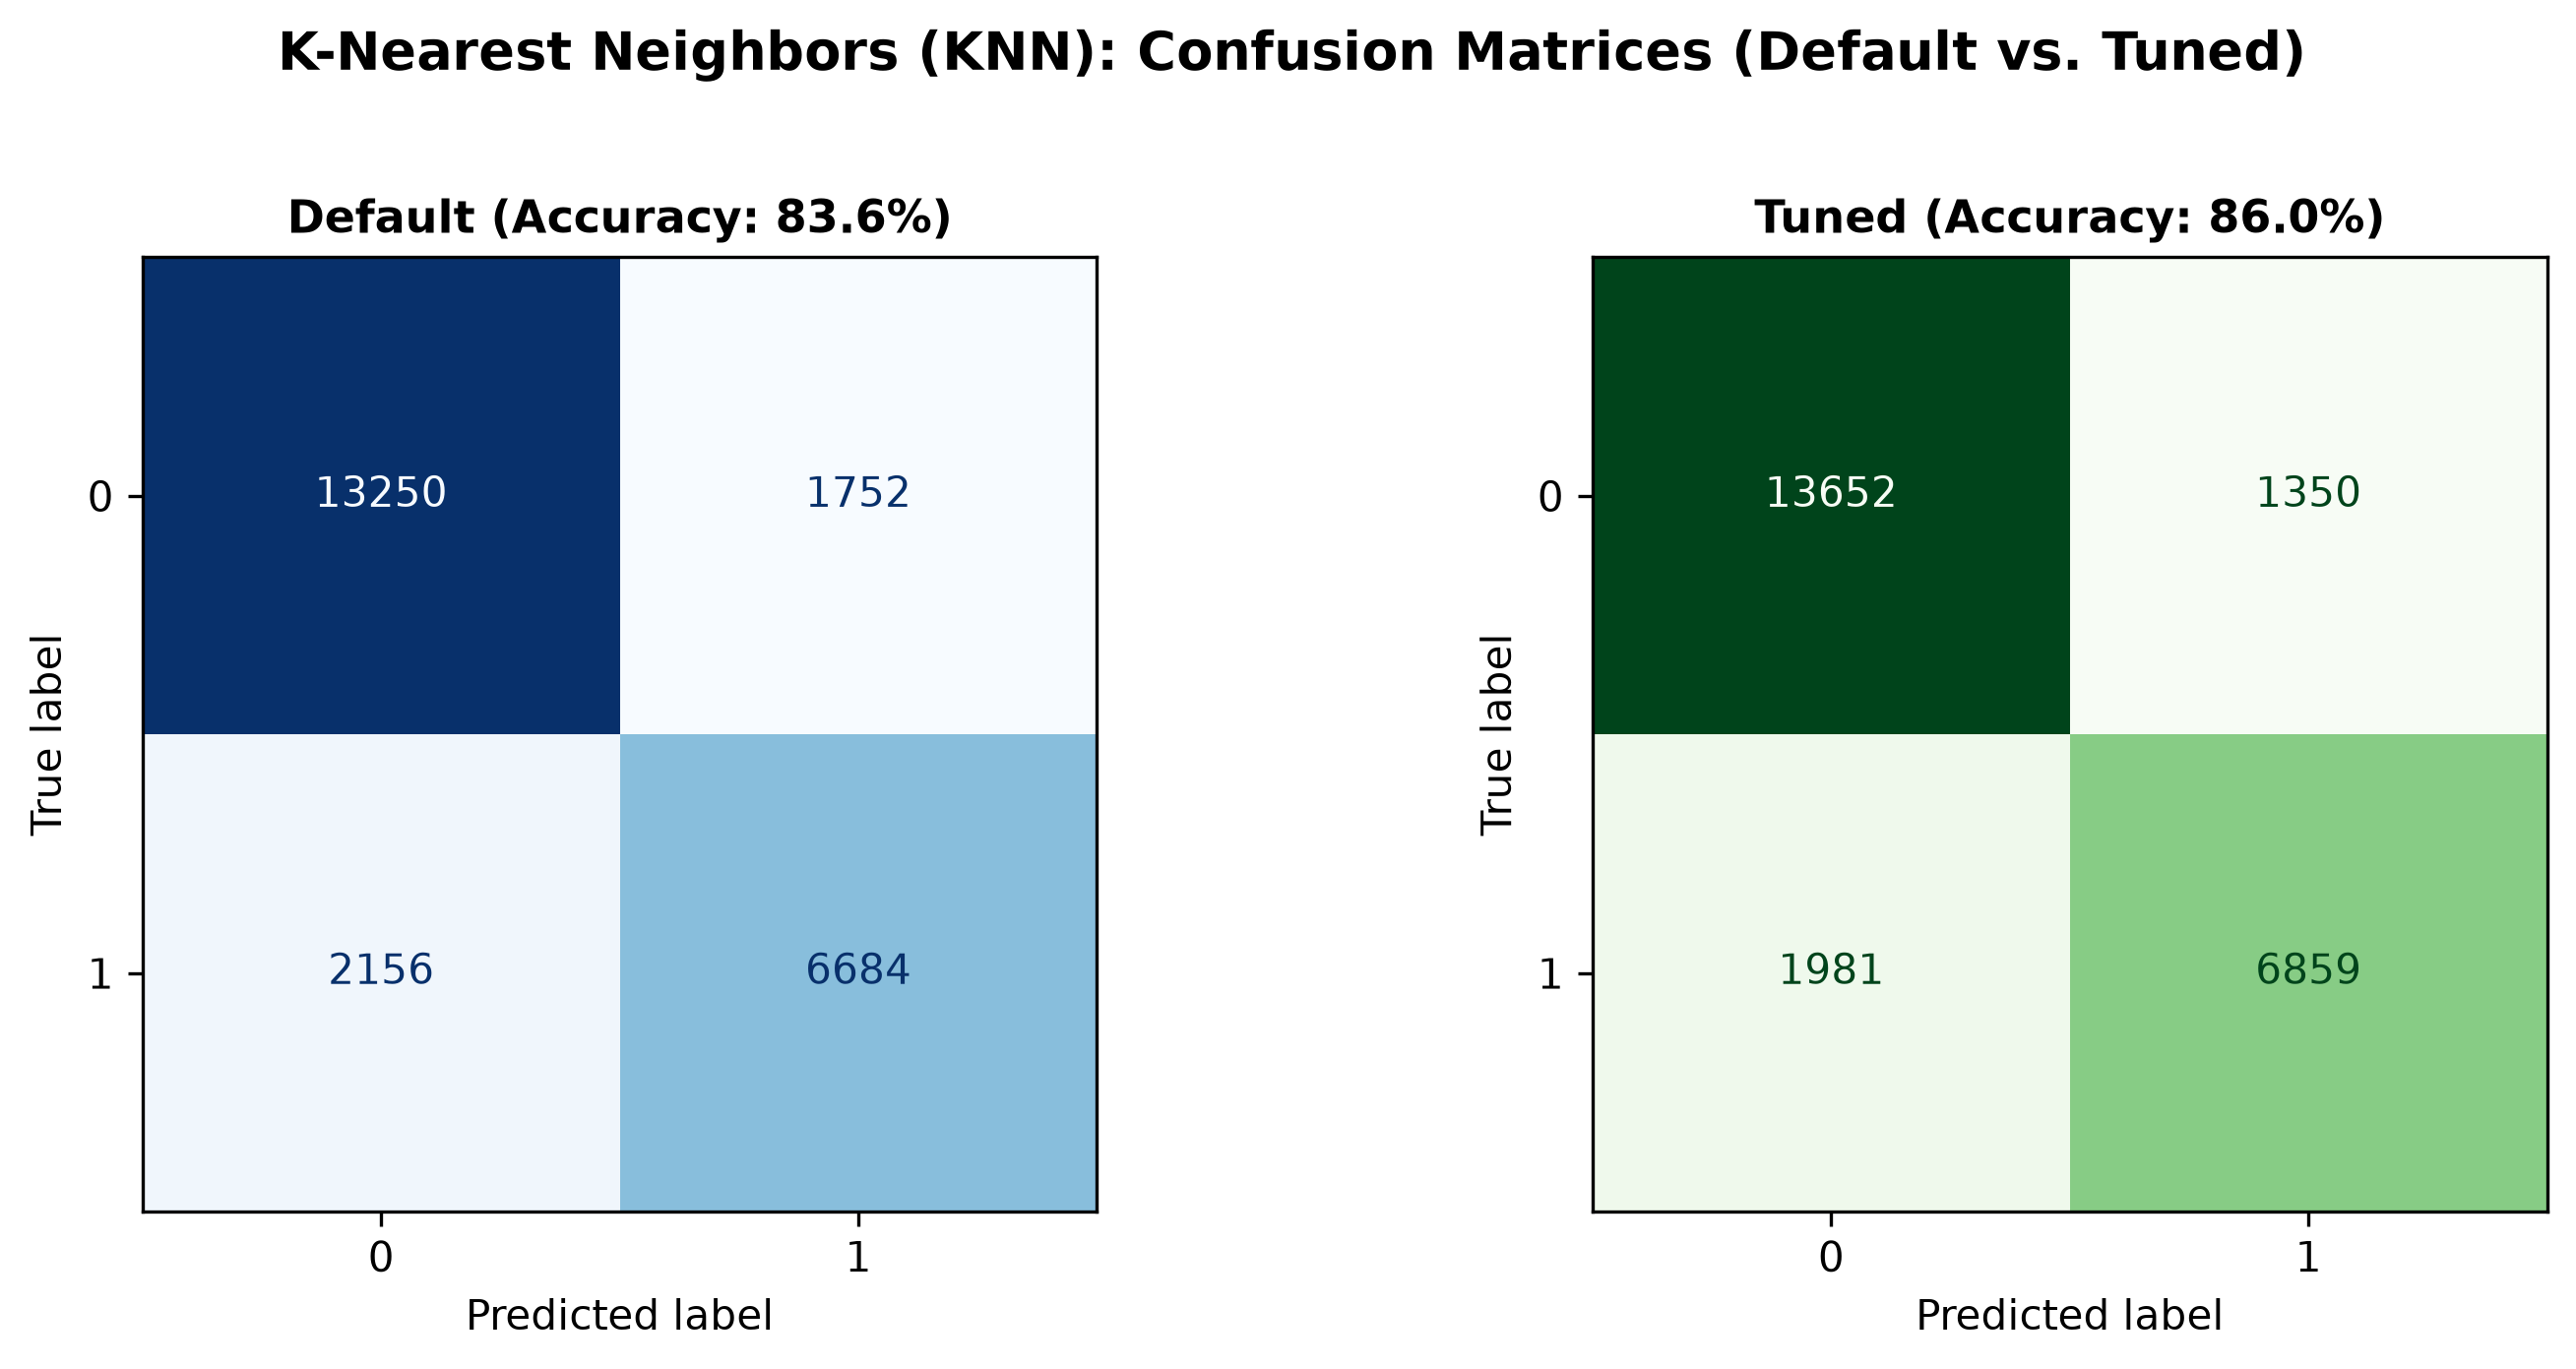 K-Nearest Neighbors (KNN): Confusion Matrices (Default vs. Tuned)
Default (Accuracy: 83.6%)
True label
0
13250
1752
1
2156
6684
0
1
Predicted label
Tuned (Accuracy: 86.0%)
True label
0
13652
1350
1
1981
6859
0
1
Predicted label